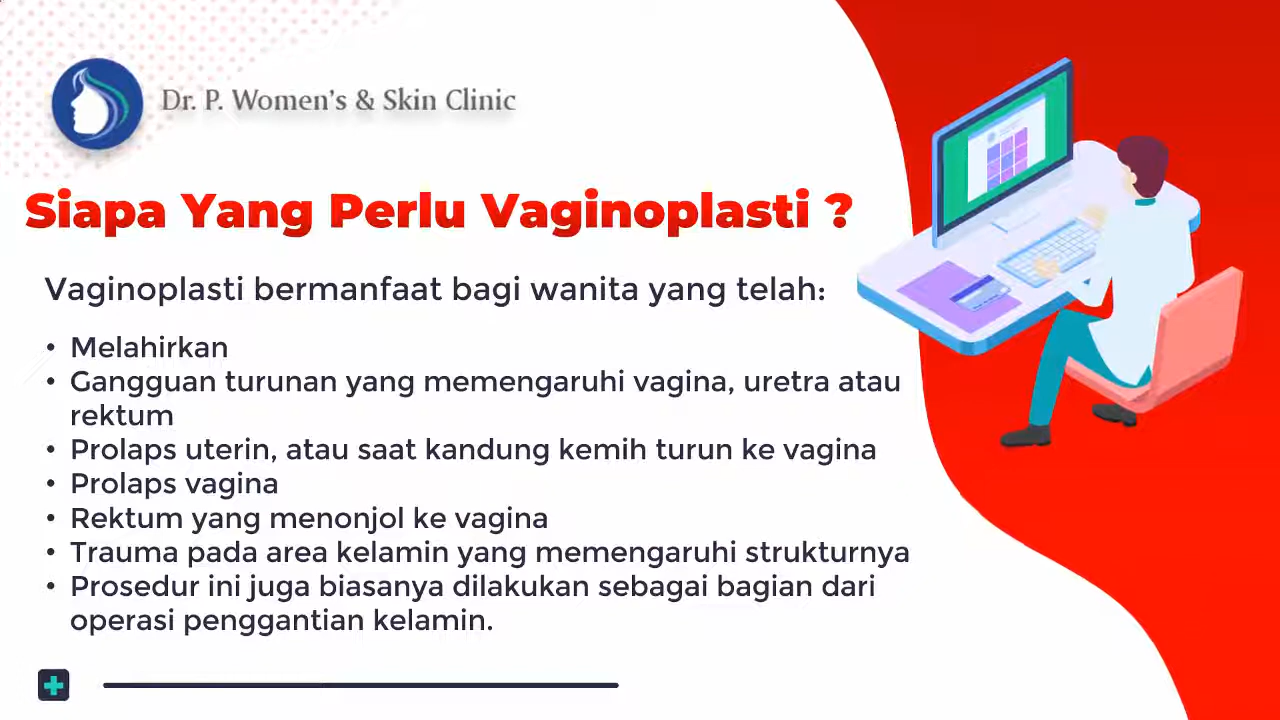 Dr. P. Women's & Skin Clinic
Siapa Yang Perlu Vaginoplasti ?
Vaginoplasti bermanfaat bagi wanita yang telah:
• Melahirkan
• Gangguan turunan yang memengaruhi vagina, uretra atau
rektum
• Prolaps uterin, atau saat kandung kemih turun ke vagina
• Prolaps vagina
• Rektum yang menonjol ke vagina
• Trauma pada area kelamin yang memengaruhi strukturnya
• Prosedur ini juga biasanya dilakukan sebagai bagian dari
operasi penggantian kelamin.